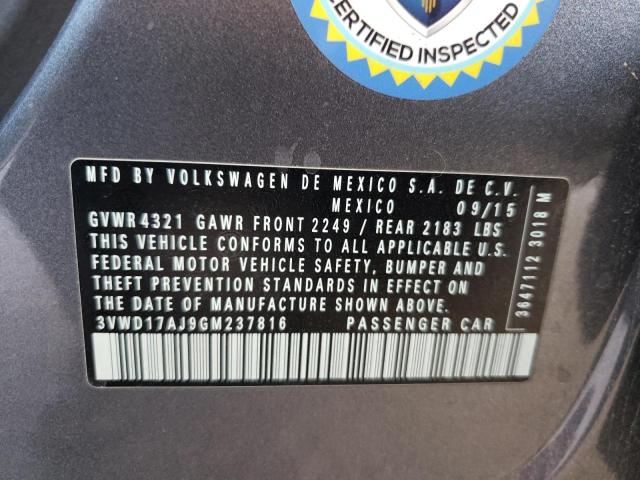 CERTIFIED INSPECTED
MFD BY VOLKSWAGEN DE MEXICO S.A. DE C.V.
MEXICO 09/15
GVWR 4321 GAWR FRONT 2249 / REAR 2183 LBS
THIS VEHICLE CONFORMS TO ALL APPLICABLE U.S.
FEDERAL MOTOR VEHICLE SAFETY, BUMPER AND
THEFT PREVENTION STANDARDS IN EFFECT ON
THE DATE OF MANUFACTURE SHOWN ABOVE.
3VWD17AJ9GM237816 PASSENGER CAR
3647112 3018 M